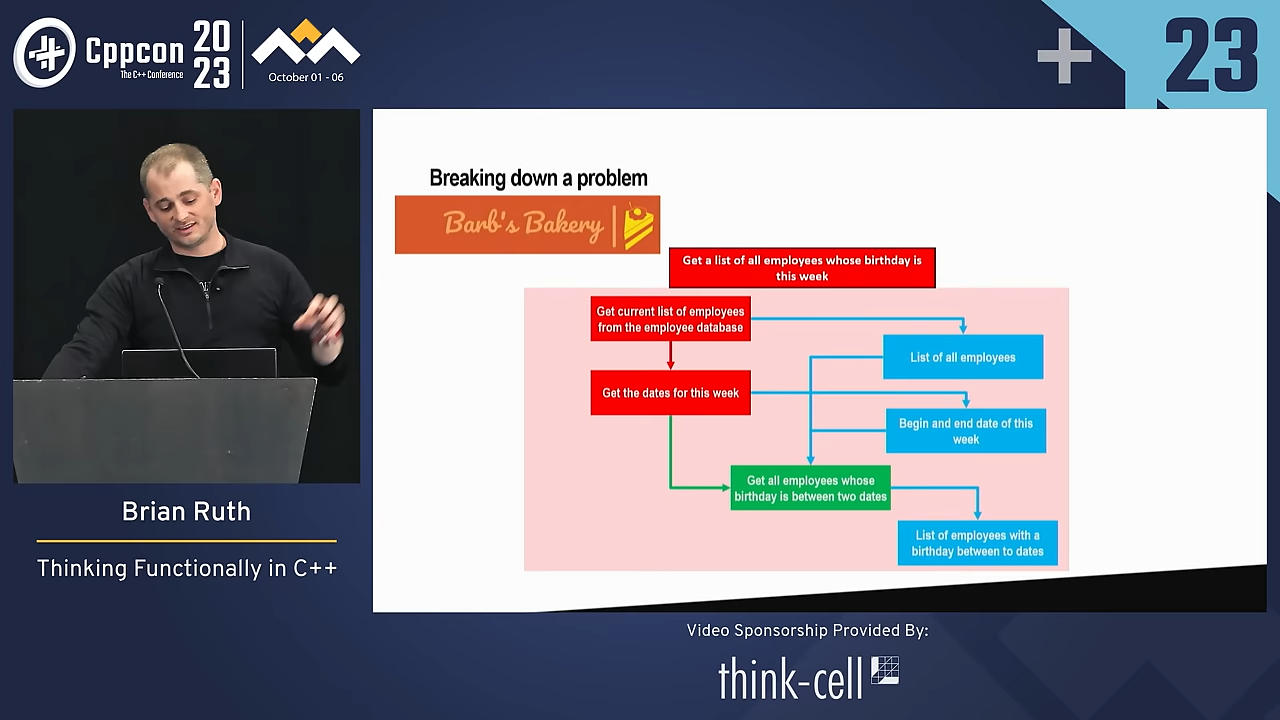 Cppcon
The C++ Conference
20
23
October 01 - 06
23
Breaking down a problem
Barb's Bakery
Get a list of all employees whose birthday is
this week
Get current list of employees
from the employee database
List of all employees
Get the dates for this week
Begin and end date of this
week
Get all employees whose
birthday is between two dates
List of employees with a
birthday between to dates
Brian Ruth
Thinking Functionally in C++
Video Sponsorship Provided By:
think-cell